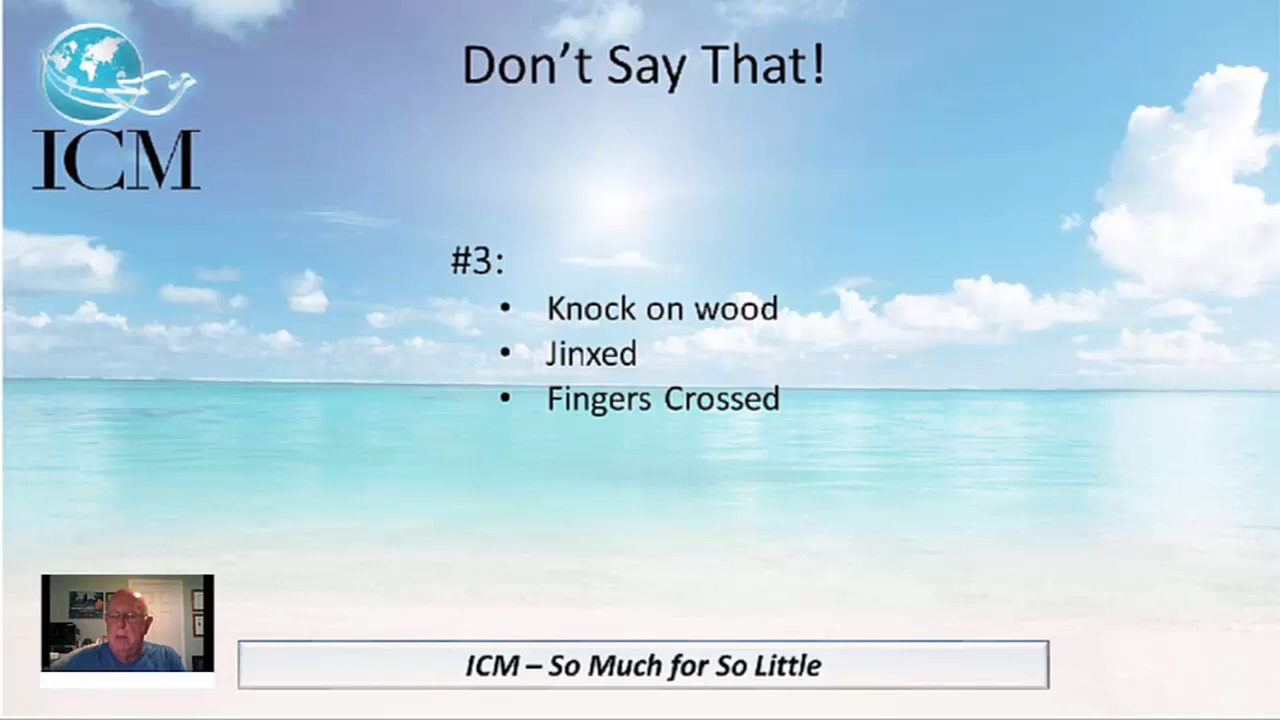 ICM
Don't Say That!
#3:
• Knock on wood
• Jinxed
• Fingers Crossed
ICM – So Much for So Little